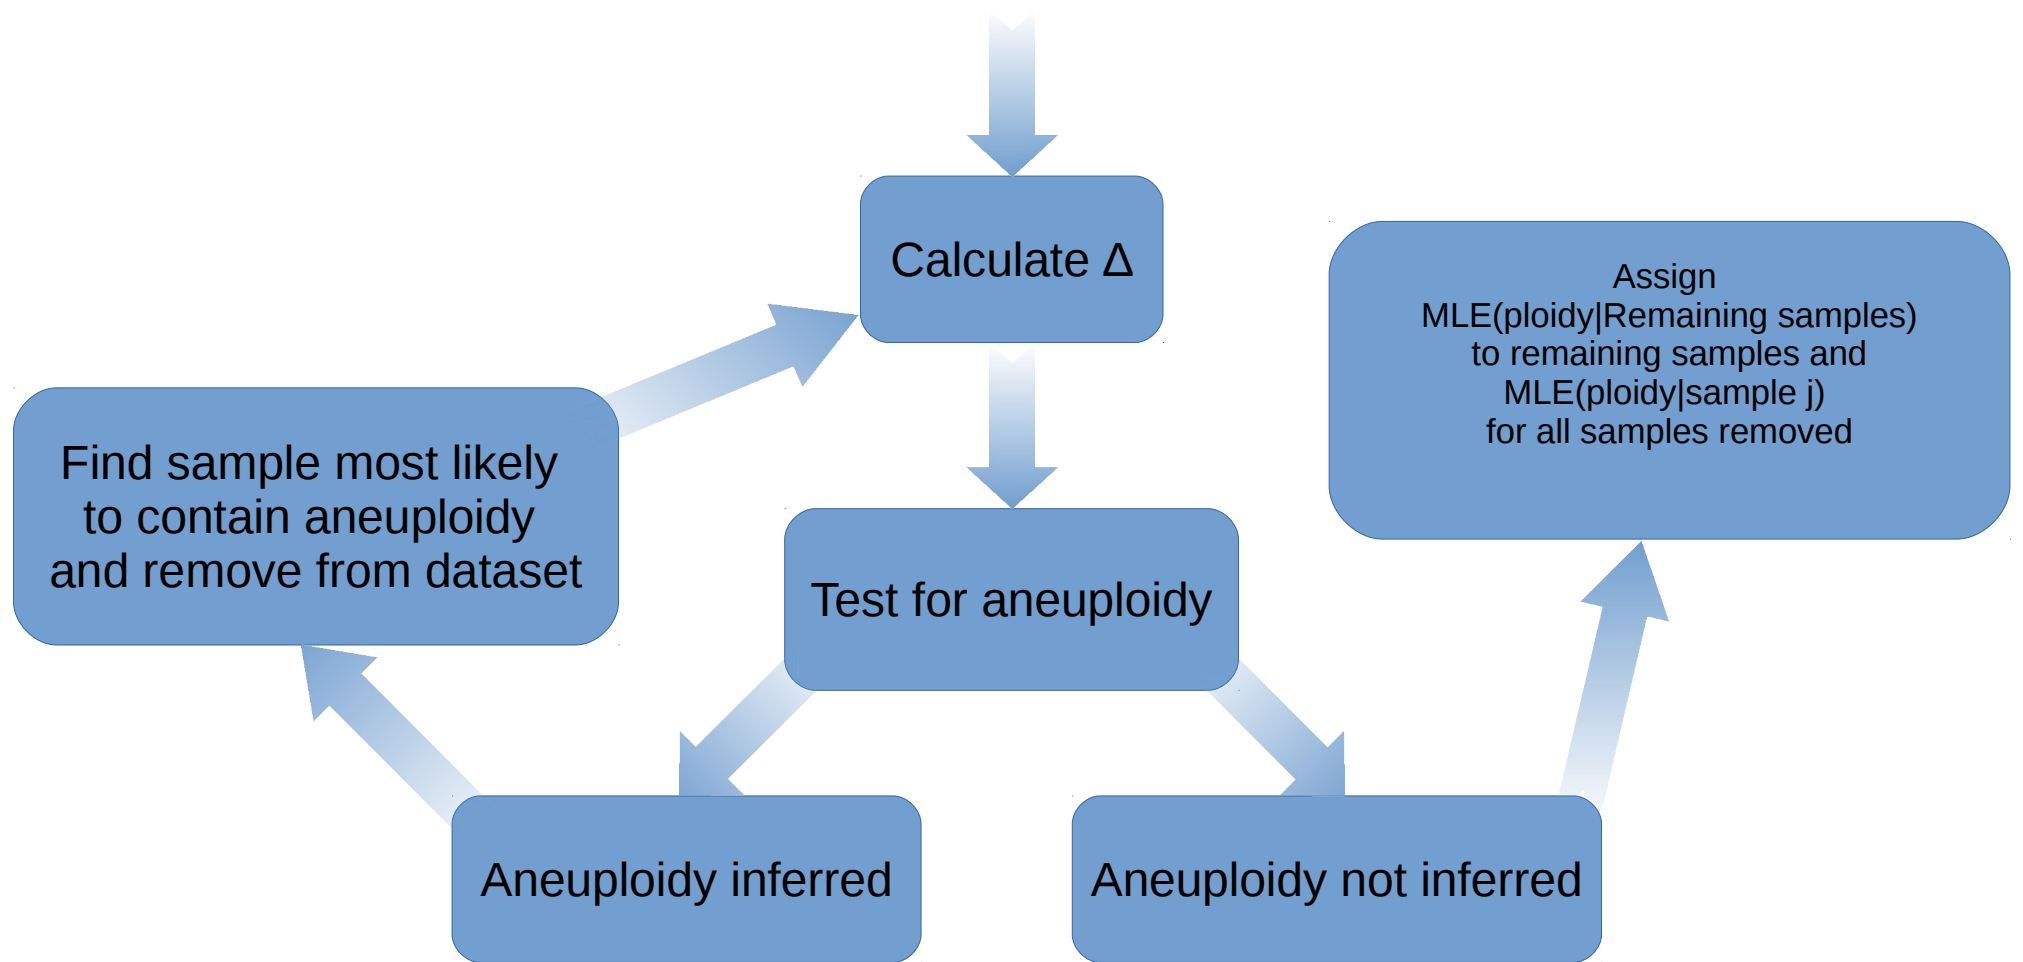 Calculate Δ
Assign
MLE(ploidy|Remaining samples)
to remaining samples and
MLE(ploidy|sample j)
for all samples removed
Find sample most likely
to contain aneuploidy
and remove from dataset
Test for aneuploidy
Aneuploidy inferred
Aneuploidy not inferred